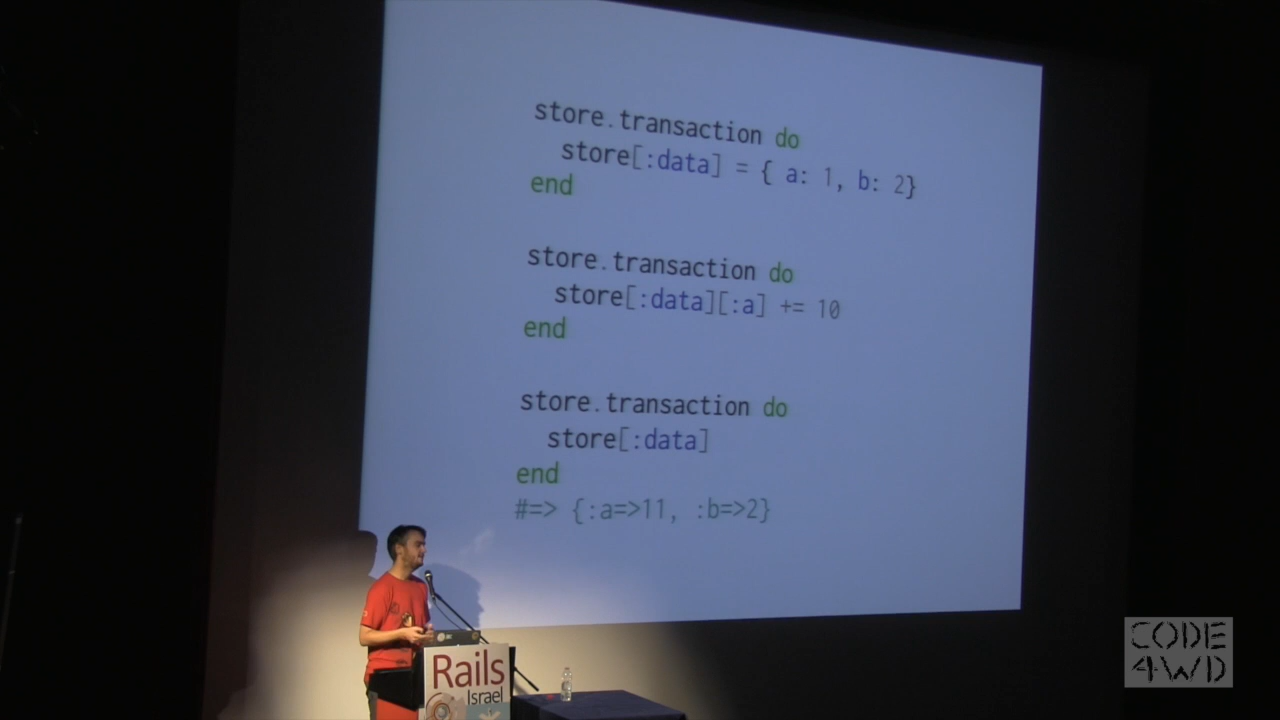 store.transaction do
store[:data] = { a: 1, b: 2}
end
store.transaction do
store[:data][:a] += 10
end
store.transaction do
store[:data]
end
#=> {:a=>11, :b=>2}
Rails
Israel
CODE
4WD